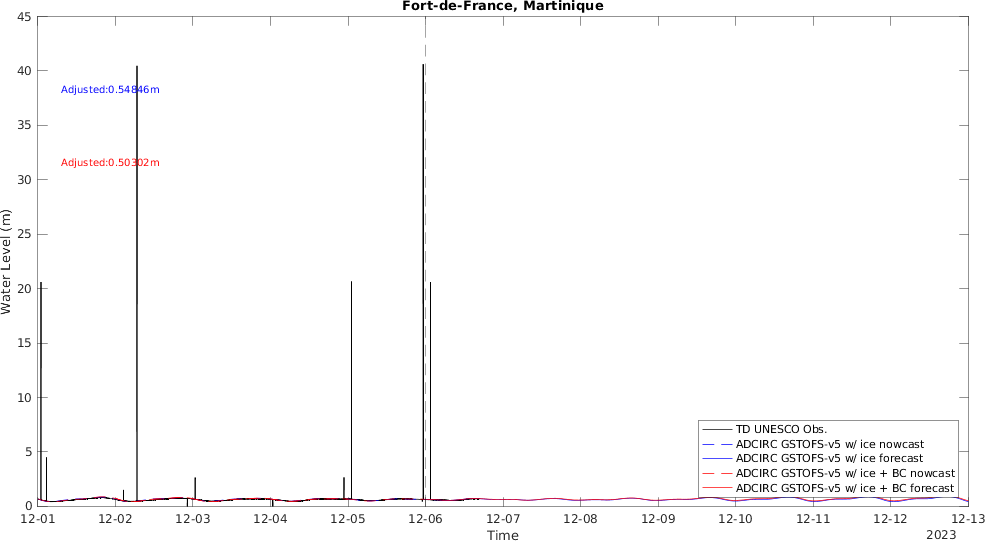 Fort-de-France, Martinique
45
40
35
30
25
20
15
10
5
0
Water Level (m)
Adjusted:0.54846m
Adjusted:0.50302m
TD UNESCO Obs.
ADCIRC GSTOFS-v5 w/ ice nowcast
ADCIRC GSTOFS-v5 w/ ice forecast
ADCIRC GSTOFS-v5 w/ ice + BC nowcast
ADCIRC GSTOFS-v5 w/ ice + BC forecast
12-01 12-02 12-03 12-04 12-05 12-06 12-07 12-08 12-09 12-10 12-11 12-12 12-13
Time
2023